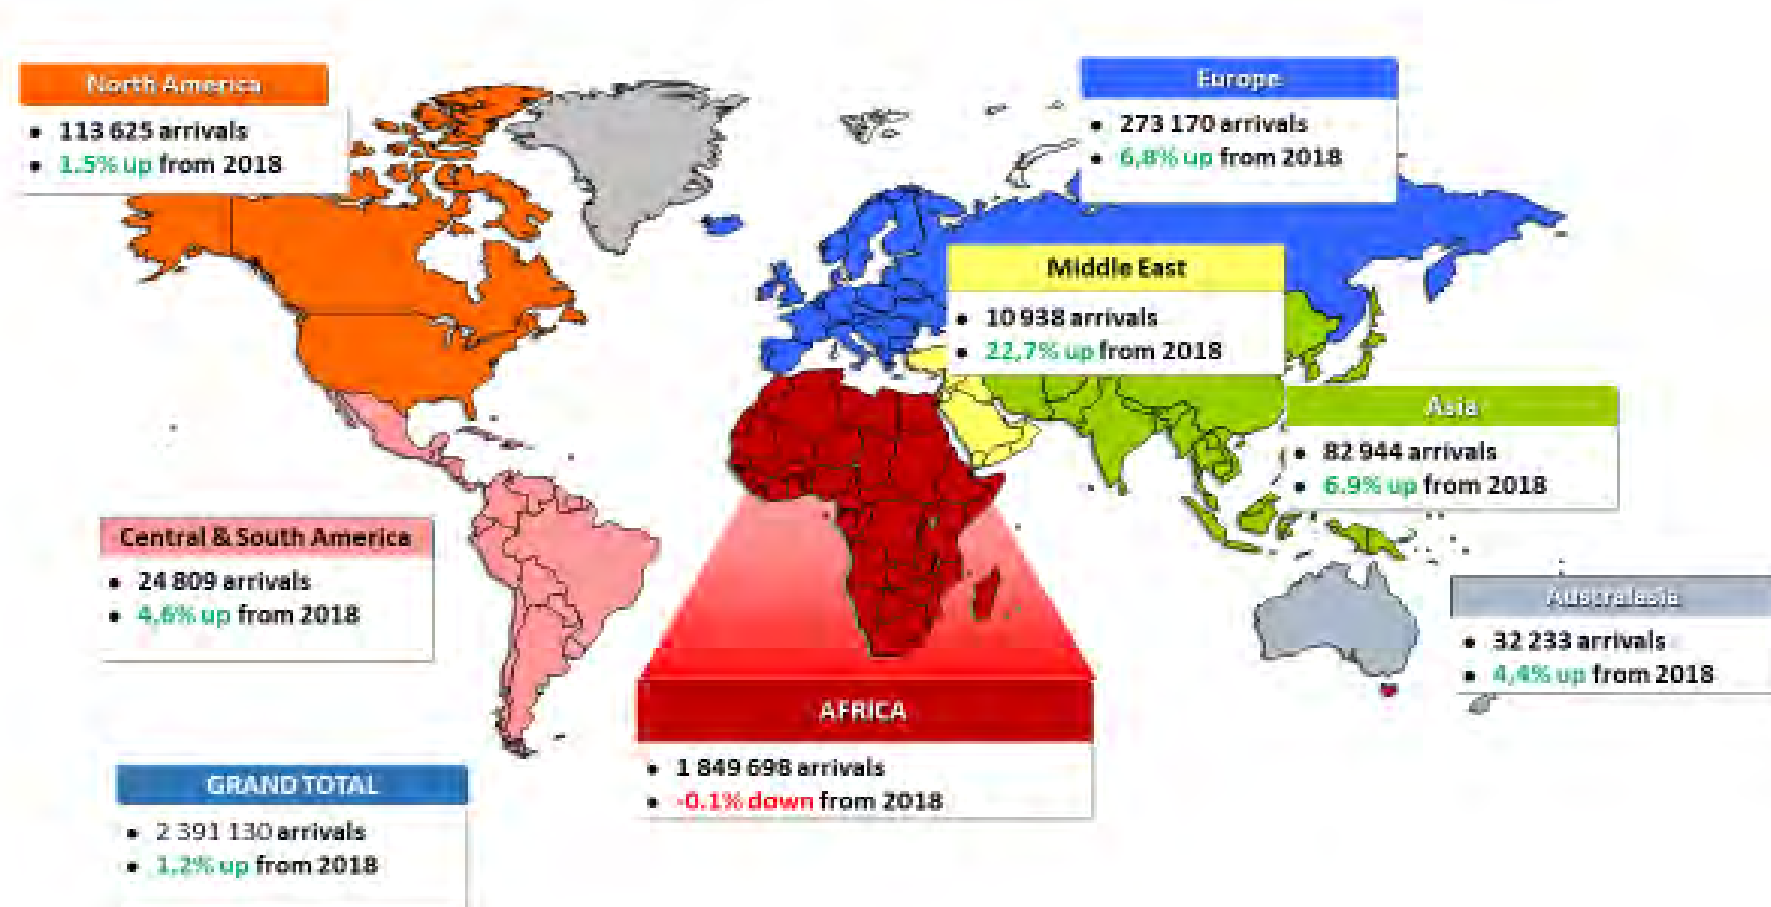 North America
• 113 625 arrivals
• 1.5% up from 2018
Europe
• 273 170 arrivals
• 6,8% up from 2018
Middle East
• 10 938 arrivals
• 22,7% up from 2018
Asia
• 82 944 arrivals
• 6.9% up from 2018
Central & South America
• 24 809 arrivals
• 4,6% up from 2018
Australasia
• 32 233 arrivals
• 4,4% up from 2018
AFRICA
• 1 849 698 arrivals
• -0.1% down from 2018
GRAND TOTAL
• 2 391 130 arrivals
• 1,2% up from 2018